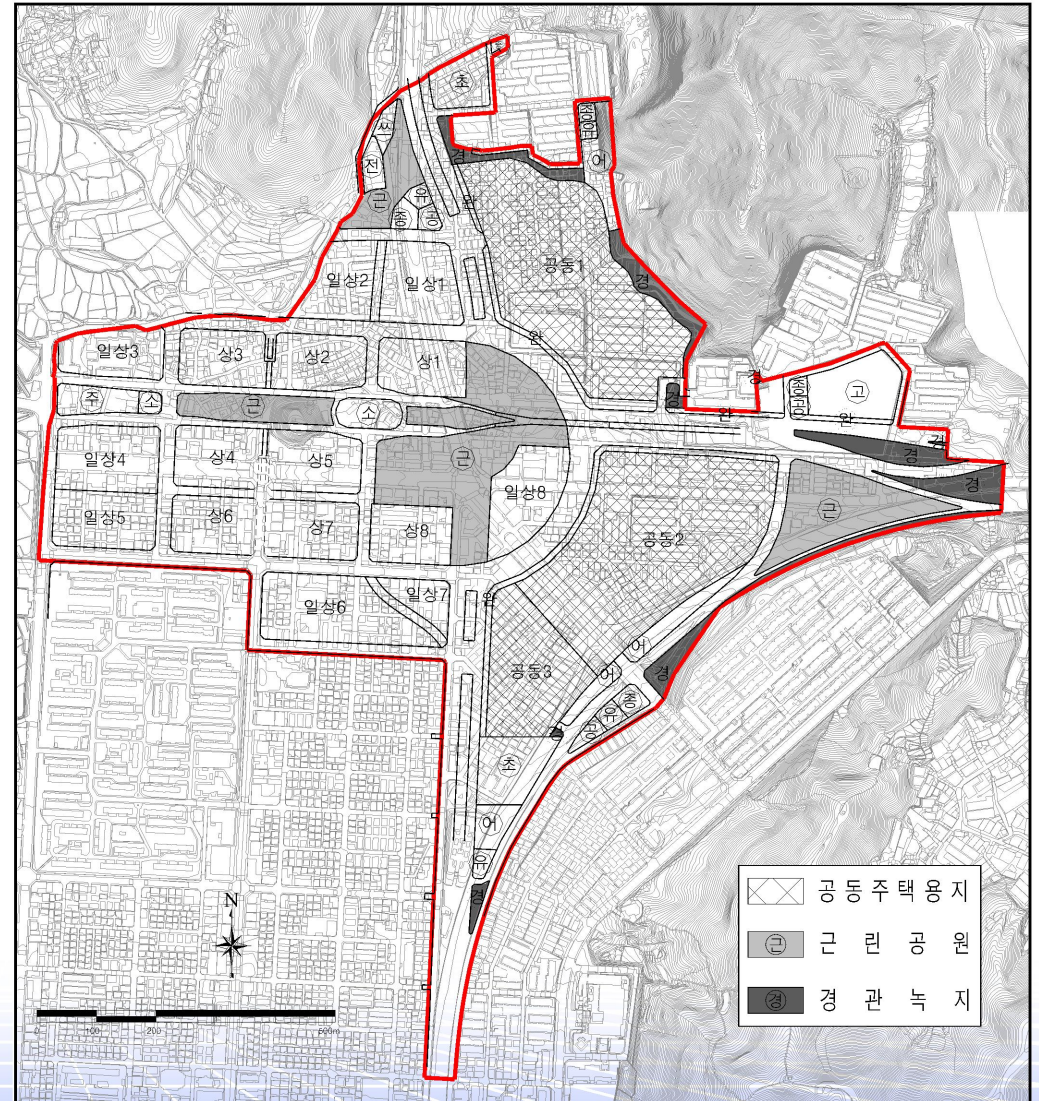 초
쓰
전
경
어
근
유
종
공
완
공동1
경
일상2
일상1
일상3
상3
상2
상1
완
경
경
종
공
고
완
완
주
소
근
소
근
일상4
상4
상5
일상8
경
경
경
근
일상5
상6
상7
상8
공동2
일상6
일상7
완
공동3
어
어
경
종
유
공
초
어
경
N
0 100 200 500m
공동주택용지
근 근린공원
경 경관녹지